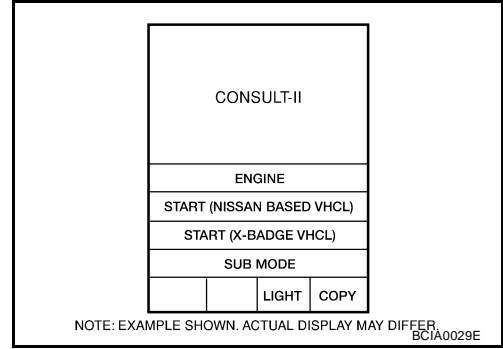 CONSULT-II
ENGINE
START (NISSAN BASED VHCL)
START (X-BADGE VHCL)
SUB MODE
LIGHT COPY
NOTE: EXAMPLE SHOWN. ACTUAL DISPLAY MAY DIFFER.
BCIA0029E